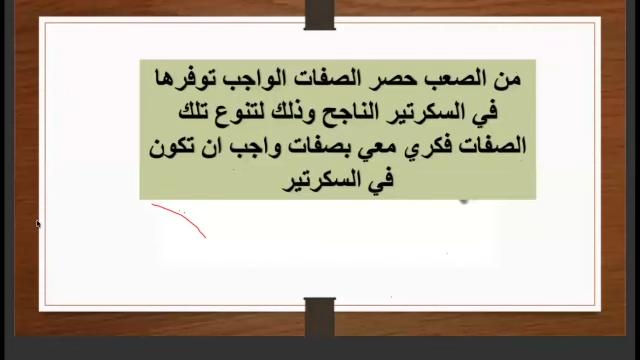 من الصعب حصر الصفات الواجب توفرها
في السكرتير الناجح وذلك لتنوع تلك
الصفات فكري معي بصفات واجب ان تكون
في السكرتير